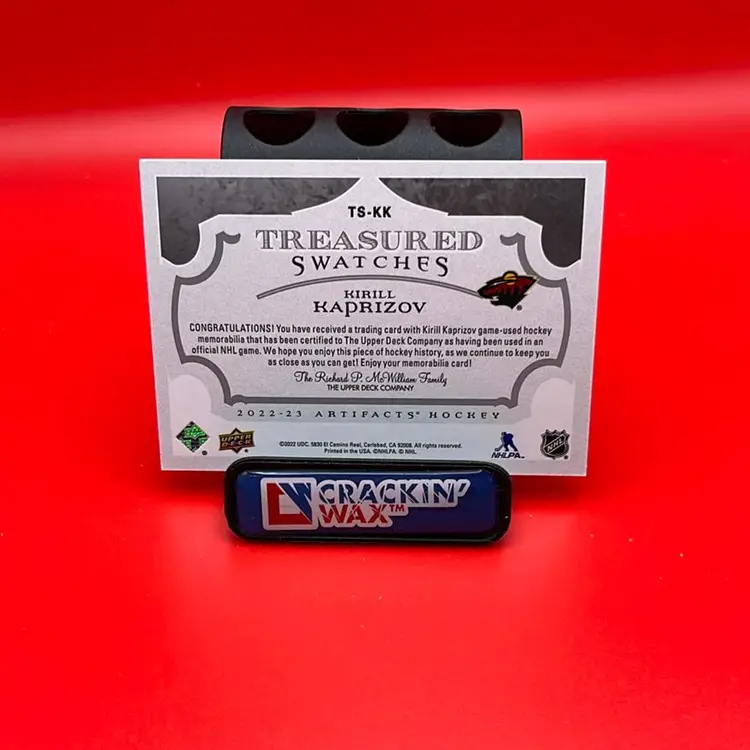 TS-KK
TREASURED
SWATCHES
KIRILL
KAPRIZOV
CONGRATULATIONS! You have received a trading card with Kirill Kaprizov game-used hockey
memorabilia that has been certified to The Upper Deck Company as having been used in an
official NHL game. We hope you enjoy this piece of hockey history, as we continue to keep you
as close as you can get! Enjoy your memorabilia card!
The Richard P. McWilliam Family
THE UPPER DECK COMPANY
2022-23 ARTIFACTS® HOCKEY
UPPER
DECK
©2022 UDC. 5830 El Camino Real, Carlsbad, CA 92008. All rights reserved.
Printed in the USA. ©NHLPA. © NHL.
NHLPA
NHL
CRACKIN'
WAX™